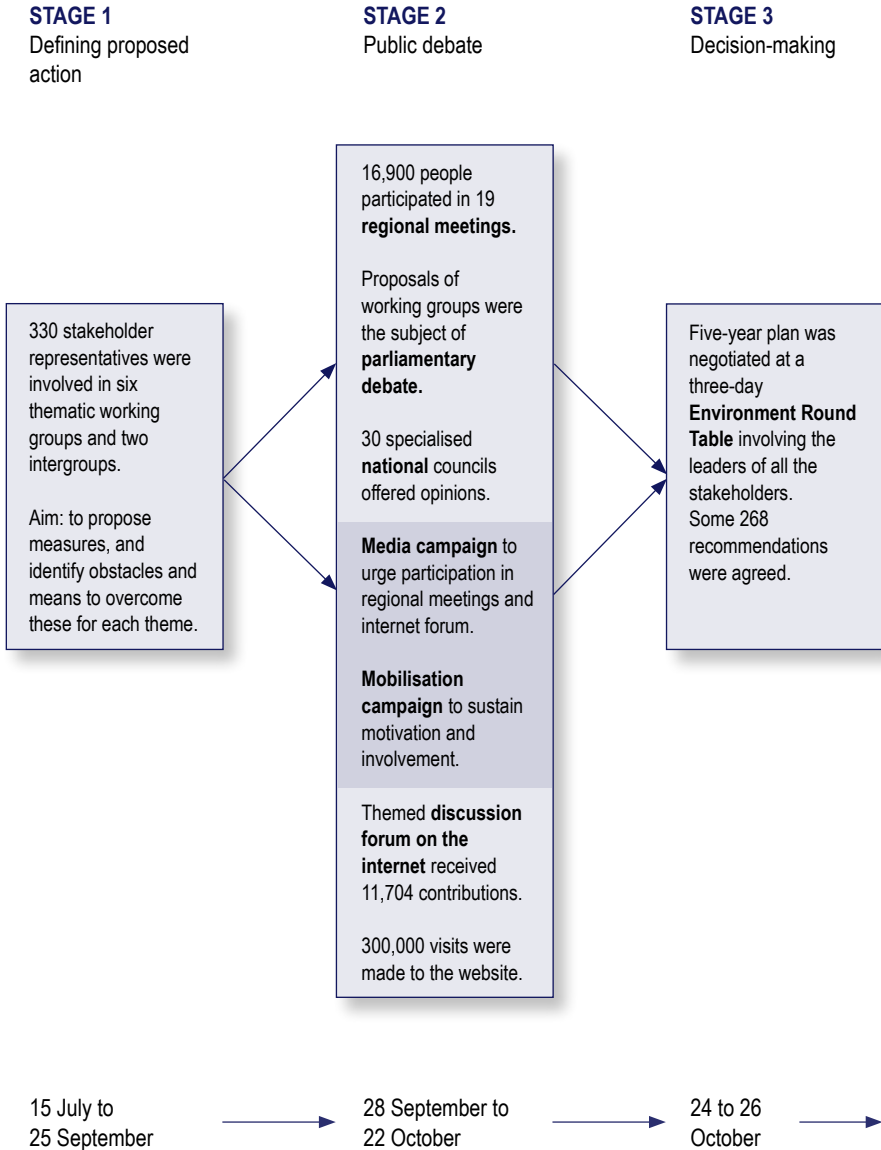 STAGE 1
Defining proposed
action
STAGE 2
Public debate
STAGE 3
Decision-making
330 stakeholder
representatives were
involved in six
thematic working
groups and two
intergroups.
Aim: to propose
measures, and
identify obstacles and
means to overcome
these for each theme.
16,900 people
participated in 19
regional meetings.
Proposals of
working groups were
the subject of
parliamentary
debate.
30 specialised
national councils
offered opinions.
Media campaign to
urge participation in
regional meetings and
internet forum.
Mobilisation
campaign to sustain
motivation and
involvement.
Themed discussion
forum on the
internet received
11,704 contributions.
300,000 visits were
made to the website.
Five-year plan was
negotiated at a
three-day
Environment Round
Table involving the
leaders of all the
stakeholders.
Some 268
recommendations
were agreed.
15 July to
25 September
28 September to
22 October
24 to 26
October